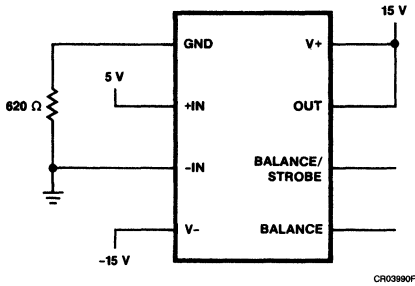 15 V
GND
V+
5 V
620 Ω
+IN
OUT
-IN
BALANCE/
STROBE
V-
BALANCE
-15 V
CR03990F